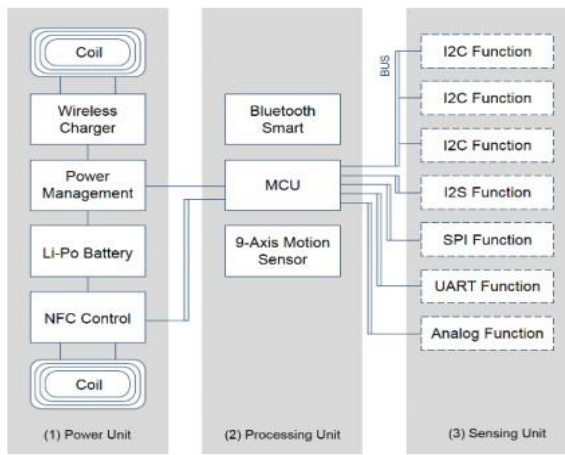 Coil
Wireless
Charger
Power
Management
Li-Po Battery
NFC Control
Coil
(1) Power Unit
Bluetooth
Smart
MCU
9-Axis Motion
Sensor
(2) Processing Unit
BUS
I2C Function
I2C Function
I2C Function
I2S Function
SPI Function
UART Function
Analog Function
(3) Sensing Unit